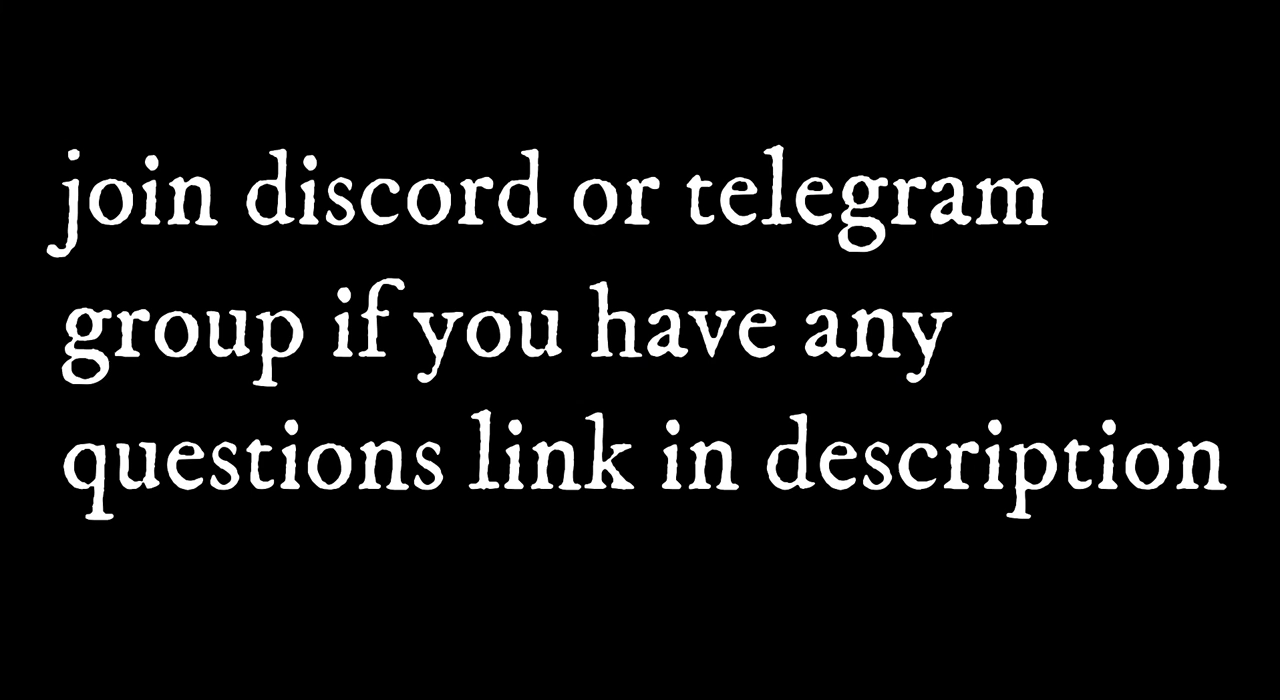 join discord or telegram
group if you have any
questions link in description